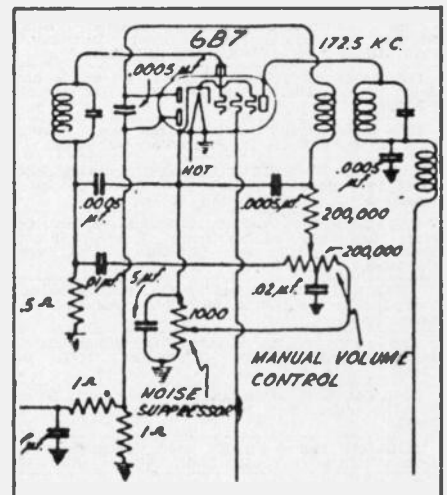 6B7
172.5 K C.
.0005 μf.
HOT
.0005 μf.
.0005 μf.
.0005 μf.
200,000
200,000
.01 μf.
.5 μf.
.02 μf.
.5 Ω
1000
MANUAL VOLUME
CONTROL
NOISE
SUPPRESSOR
1 Ω
1 Ω
μf.